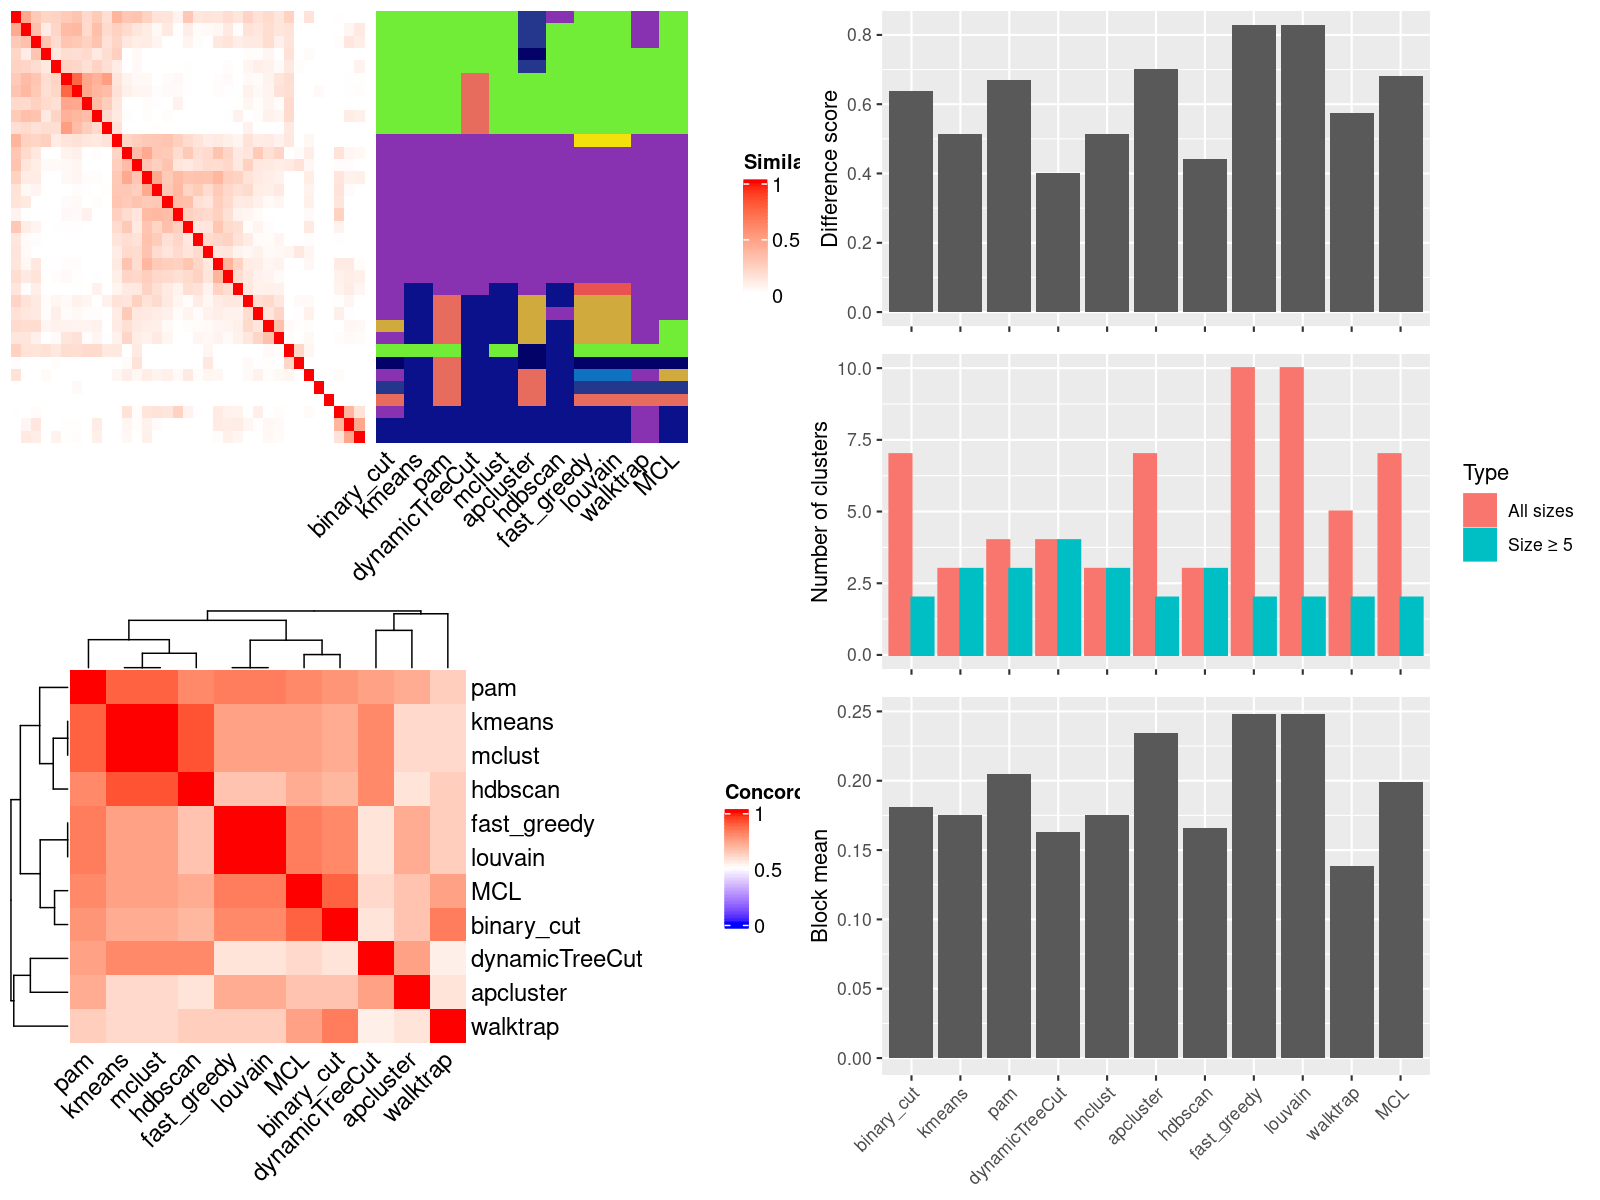 Simila
1
0.5
0
binary_cut
kmeans
pam
dynamicTreeCut
mclust
apcluster
hdbscan
fast_greedy
louvain
walktrap
MCL
Difference score
0.8
0.6
0.4
0.2
0.0
Number of clusters
10.0
7.5
5.0
2.5
0.0
Type
All sizes
Size ≥ 5
pam
kmeans
mclust
hdbscan
fast_greedy
louvain
MCL
binary_cut
dynamicTreeCut
apcluster
walktrap
pam
kmeans
mclust
hdbscan
fast_greedy
louvain
MCL
binary_cut
dynamicTreeCut
apcluster
walktrap
Concord
1
0.5
0
Block mean
0.25
0.20
0.15
0.10
0.05
0.00
binary_cut
kmeans
pam
dynamicTreeCut
mclust
apcluster
hdbscan
fast_greedy
louvain
walktrap
MCL